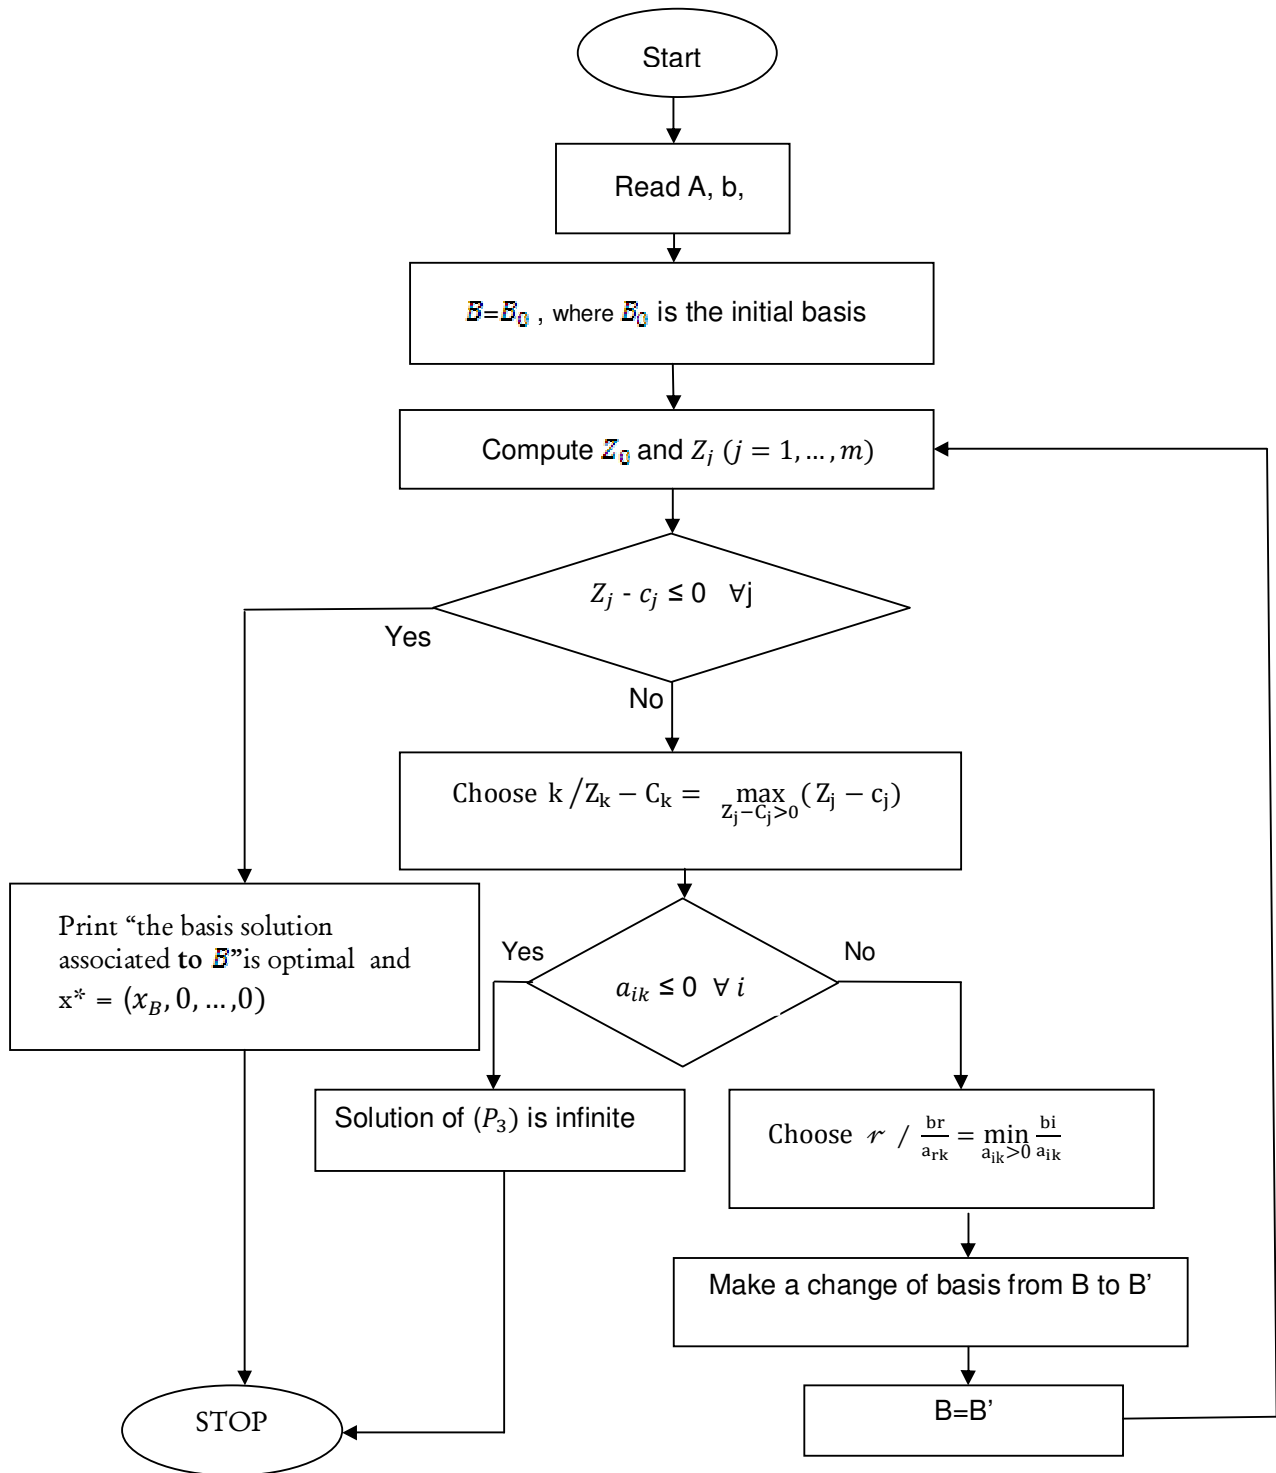 Start
Read A, b,
B=B₀ , where B₀ is the initial basis
Compute Z₀ and Zⱼ (j = 1, … , m)
Zⱼ - cⱼ ≤ 0 ∀j
Yes
No
Choose k /Zₖ − Cₖ = max (Zⱼ − cⱼ)
Zⱼ−Cⱼ>0
Print “the basis solution
associated to B”is optimal and
x* = (x_B, 0, … ,0)
Yes
No
aᵢₖ ≤ 0 ∀ i
Solution of (P₃) is infinite
Choose r / br/aᵣₖ = min bi/aᵢₖ
aᵢₖ>0
Make a change of basis from B to B’
B=B’
STOP